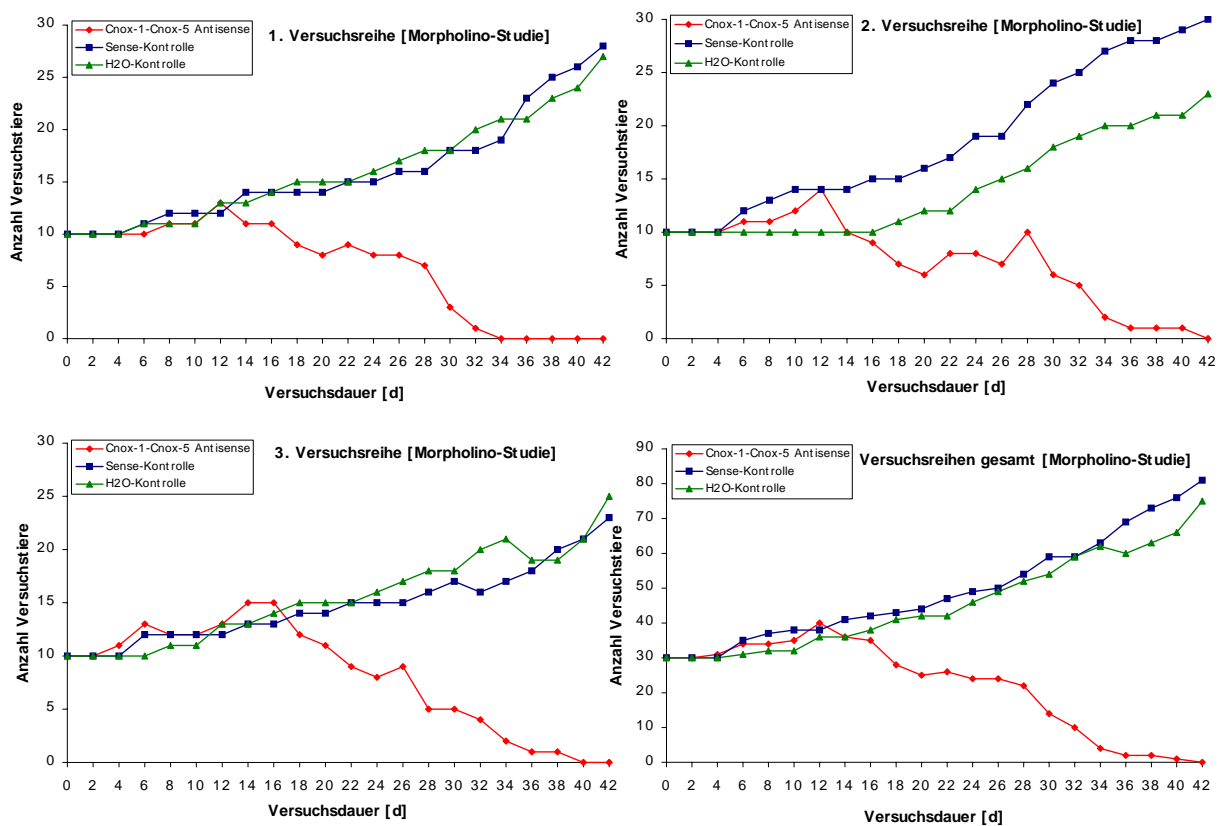 1. Versuchsreihe [Morpholino-Studie]
Cnox-1-Cnox-5 Antisense
Sense-Kontrolle
H2O-Kontrolle
Anzahl Versuchstiere
30
25
20
15
10
5
0
0 2 4 6 8 10 12 14 16 18 20 22 24 26 28 30 32 34 36 38 40 42
Versuchsdauer [d]
2. Versuchsreihe [Morpholino-Studie]
Cnox-1-Cnox-5 Antisense
Sense-Kontrolle
H2O-Kontrolle
Anzahl Versuchstiere
30
25
20
15
10
5
0
0 2 4 6 8 10 12 14 16 18 20 22 24 26 28 30 32 34 36 38 40 42
Versuchsdauer [d]
3. Versuchsreihe [Morpholino-Studie]
Cnox-1-Cnox-5 Antisense
Sense-Kontrolle
H2O-Kontrolle
Anzahl Versuchstiere
30
25
20
15
10
5
0
0 2 4 6 8 10 12 14 16 18 20 22 24 26 28 30 32 34 36 38 40 42
Versuchsdauer [d]
Versuchsreihen gesamt [Morpholino-Studie]
Cnox-1-Cnox-5 Antisense
Sense-Kontrolle
H2O-Kontrolle
Anzahl Versuchstiere
90
80
70
60
50
40
30
20
10
0
0 2 4 6 8 10 12 14 16 18 20 22 24 26 28 30 32 34 36 38 40 42
Versuchsdauer [d]